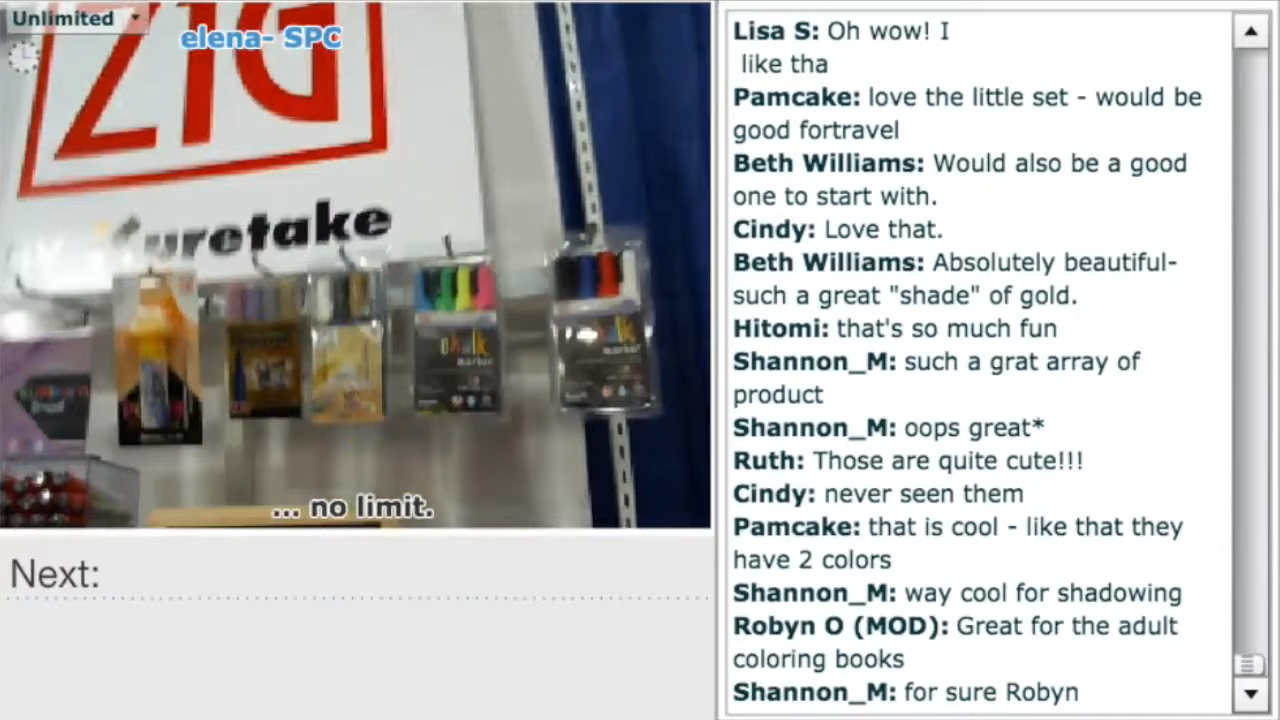 Unlimited
elena- SPC
ZIG
Kuretake
chalk
marker
... no limit.
Next:
Lisa S: Oh wow! I
like tha
Pamcake: love the little set - would be
good fortravel
Beth Williams: Would also be a good
one to start with.
Cindy: Love that.
Beth Williams: Absolutely beautiful-
such a great "shade" of gold.
Hitomi: that's so much fun
Shannon_M: such a grat array of
product
Shannon_M: oops great*
Ruth: Those are quite cute!!!
Cindy: never seen them
Pamcake: that is cool - like that they
have 2 colors
Shannon_M: way cool for shadowing
Robyn O (MOD): Great for the adult
coloring books
Shannon_M: for sure Robyn